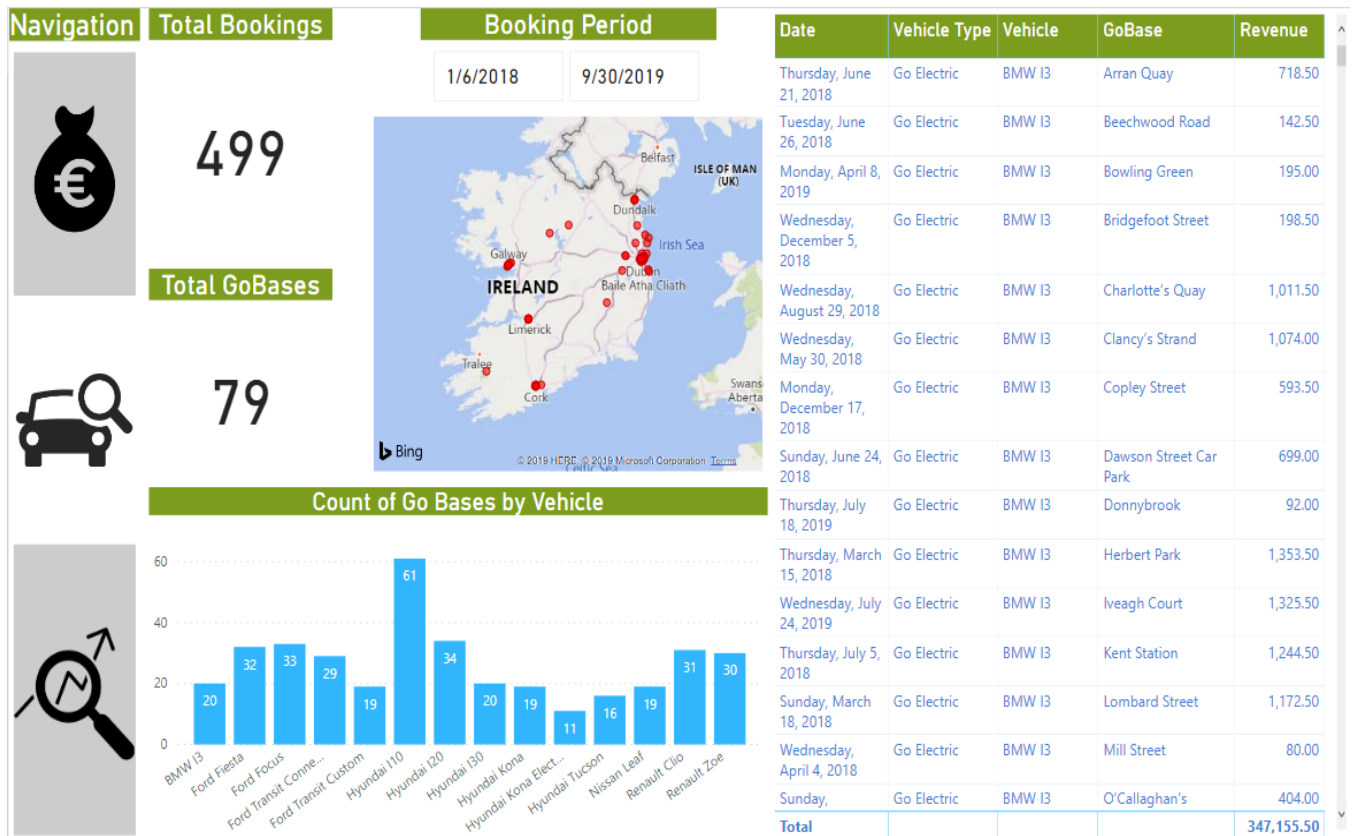 Navigation
Total Bookings
Booking Period
1/6/2018
9/30/2019
499
€
Belfast
ISLE OF MAN
(UK)
Dundalk
Irish Sea
Galway
Dublin
IRELAND
Baile Atha Cliath
Limerick
Tralee
Cork
Swans
Aberta
Bing
© 2019 HERE, © 2019 Microsoft Corporation Terms
Celtic Sea
Total GoBases
79
Count of Go Bases by Vehicle
60
40
20
0
20
32
33
29
19
61
34
20
19
11
16
19
31
30
BMW I3
Ford Fiesta
Ford Focus
Ford Transit Conne...
Ford Transit Custom
Hyundai I10
Hyundai I20
Hyundai I30
Hyundai Kona
Hyundai Kona Elect...
Hyundai Tucson
Nissan Leaf
Renault Clio
Renault Zoe
Date Vehicle Type Vehicle GoBase Revenue
Thursday, June Go Electric BMW I3 Arran Quay 718.50
21, 2018
Tuesday, June Go Electric BMW I3 Beechwood Road 142.50
26, 2018
Monday, April 8, Go Electric BMW I3 Bowling Green 195.00
2019
Wednesday, Go Electric BMW I3 Bridgefoot Street 198.50
December 5,
2018
Wednesday, Go Electric BMW I3 Charlotte's Quay 1,011.50
August 29, 2018
Wednesday, Go Electric BMW I3 Clancy's Strand 1,074.00
May 30, 2018
Monday, Go Electric BMW I3 Copley Street 593.50
December 17,
2018
Sunday, June 24, Go Electric BMW I3 Dawson Street Car 699.00
2018 Park
Thursday, July Go Electric BMW I3 Donnybrook 92.00
18, 2019
Thursday, March Go Electric BMW I3 Herbert Park 1,353.50
15, 2018
Wednesday, July Go Electric BMW I3 Iveagh Court 1,325.50
24, 2019
Thursday, July 5, Go Electric BMW I3 Kent Station 1,244.50
2018
Sunday, March Go Electric BMW I3 Lombard Street 1,172.50
18, 2018
Wednesday, Go Electric BMW I3 Mill Street 80.00
April 4, 2018
Sunday, Go Electric BMW I3 O'Callaghan's 404.00
Total 347,155.50